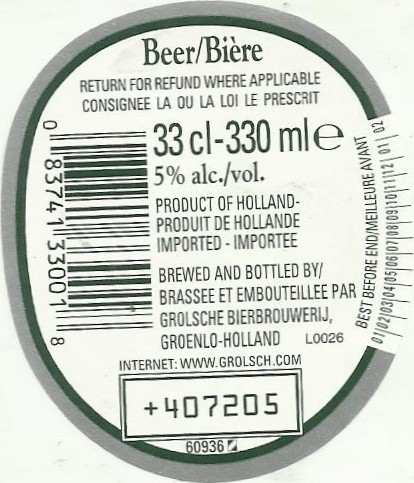 Beer/Bière
RETURN FOR REFUND WHERE APPLICABLE
CONSIGNEE LA OU LA LOI LE PRESCRIT
33 cl-330 ml e
5% alc./vol.
PRODUCT OF HOLLAND-
PRODUIT DE HOLLANDE
IMPORTED - IMPORTEE
BREWED AND BOTTLED BY/
BRASSEE ET EMBOUTEILLEE PAR
GROLSCHE BIERBROUWERIJ,
GROENLO-HOLLAND L0026
INTERNET: WWW.GROLSCH.COM
+407205
60936
0 83741 33001 8
BEST BEFORE END/MEILLEURE AVANT
01/02/03/04/05/06/07/08/09/10/11/12/01/02